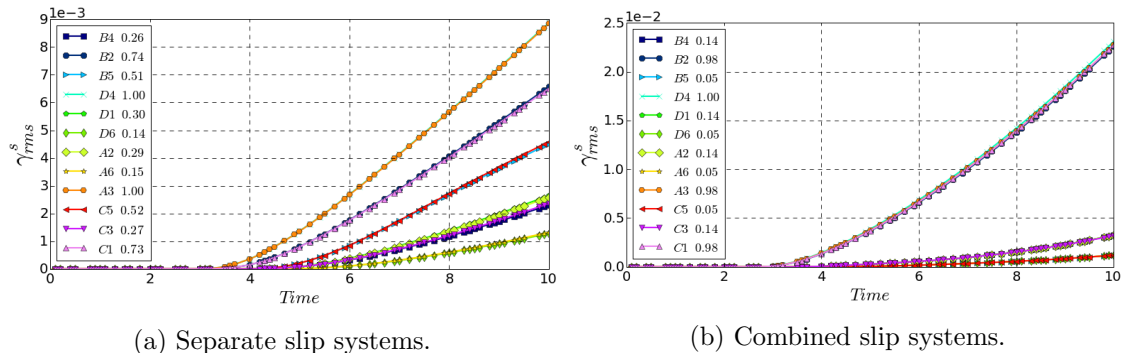 1e−3
9
8
7
6
5
4
3
2
1
0
γ^s_rms
B4 0.26
B2 0.74
B5 0.51
D4 1.00
D1 0.30
D6 0.14
A2 0.29
A6 0.15
A3 1.00
C5 0.52
C3 0.27
C1 0.73
0 2 4 6 8 10
Time
(a) Separate slip systems.
1e−2
2.5
2.0
1.5
1.0
0.5
0.0
γ^s_rms
B4 0.14
B2 0.98
B5 0.05
D4 1.00
D1 0.14
D6 0.05
A2 0.14
A6 0.05
A3 0.98
C5 0.05
C3 0.14
C1 0.98
0 2 4 6 8 10
Time
(b) Combined slip systems.